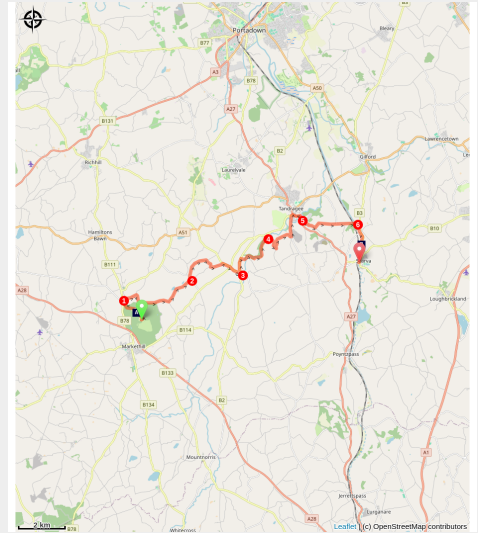 Bleary
Portadown
B77
A3
B78
A50
A27
B131
B2
Lawrencetown
Gilford
Richhill
Laurelvale
Tandragee
B3
5
6
B10
A51
Hamiltons
Bawn
4
B111
3
2
A28
1
Loughbrickland
B78
A27
B114
Markethill
Poyntzpass
B133
B2
B134
A1
Mountnorris
Jerrettspass
Whitecross
A28
B78
2 km
Leaflet | (c) OpenStreetMap contributors